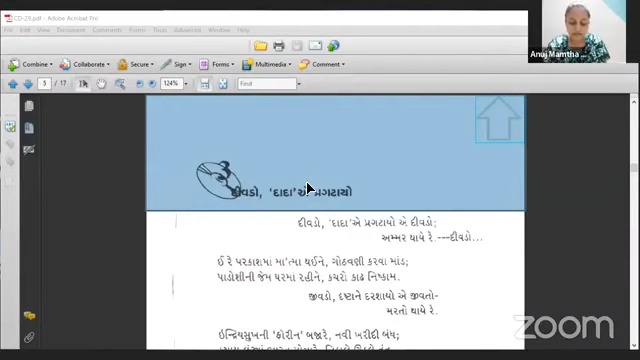 CD-29.pdf - Adobe Acrobat Pro
File Edit View Document Comments Forms Tools Advanced Window Help
Combine Collaborate Secure Sign Forms Multimedia Comment
5 / 17 124% Find
Anuj Mamtha
3
દીવડો, 'દાદા'એ પ્રગટાયો
દીવડો, 'દાદા'એ પ્રગટાયો એ દીવડો;
અમ્મર થાયે રે.---દીવડો...
ઈ રે પરકાશમાં મા'ત્મા થઈને, ગોઠવણી કરવા માંડ;
પાડોશીની જેમ ઘરમાં રહીને, કચરો કાઢ નિષ્કામ.
જીવડો, દષ્ટાને દરશાયો એ જીવતો-
મરતો થાયે રે.
ઇન્દ્રિયસુખની 'ફોરીન' બજારે, નવી ખરીદી બંધ;
zoom